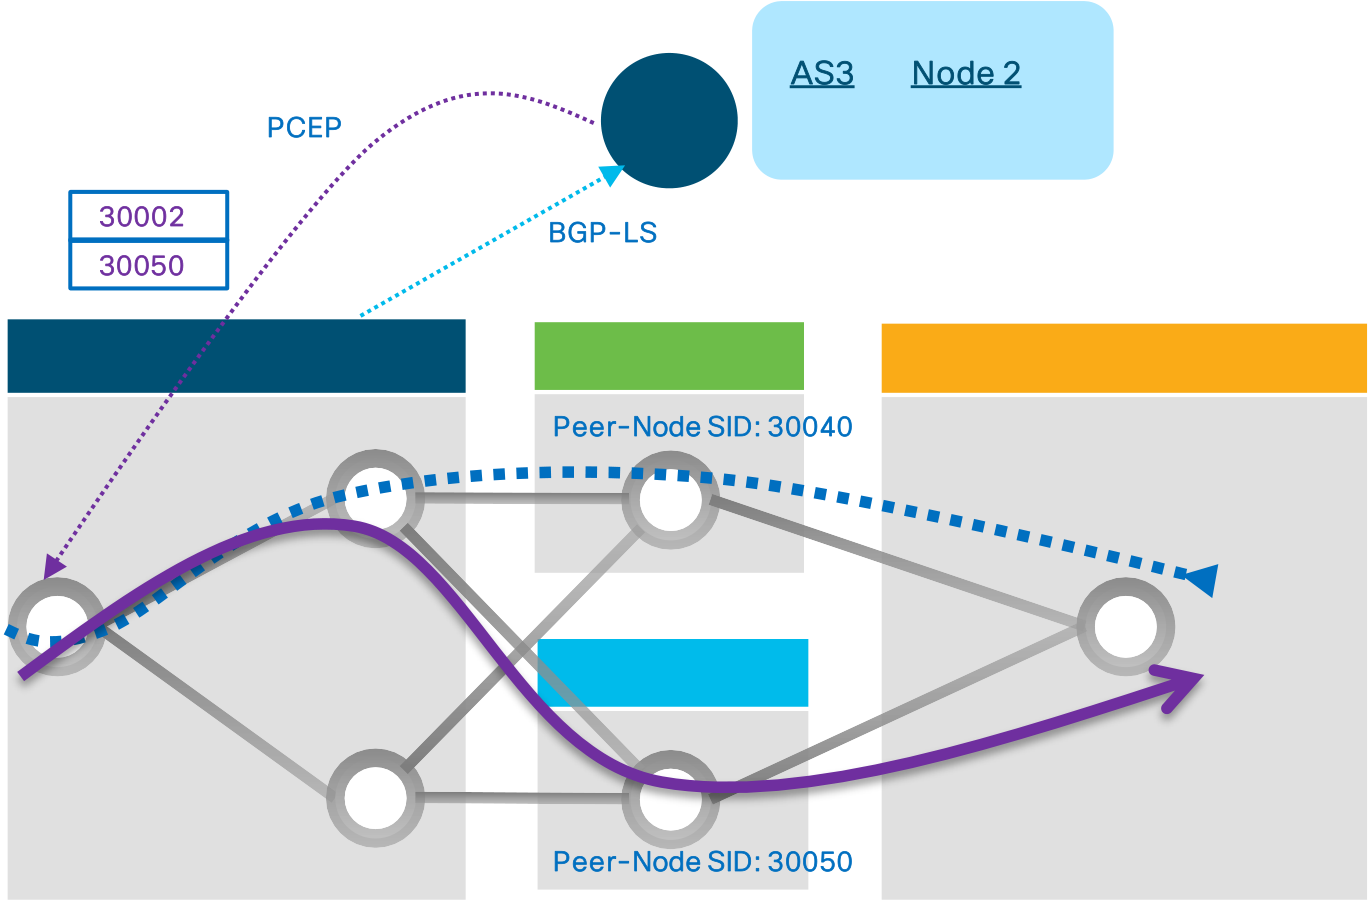 AS3 Node 2
PCEP
30002
30050
BGP-LS
Peer-Node SID: 30040
Peer-Node SID: 30050